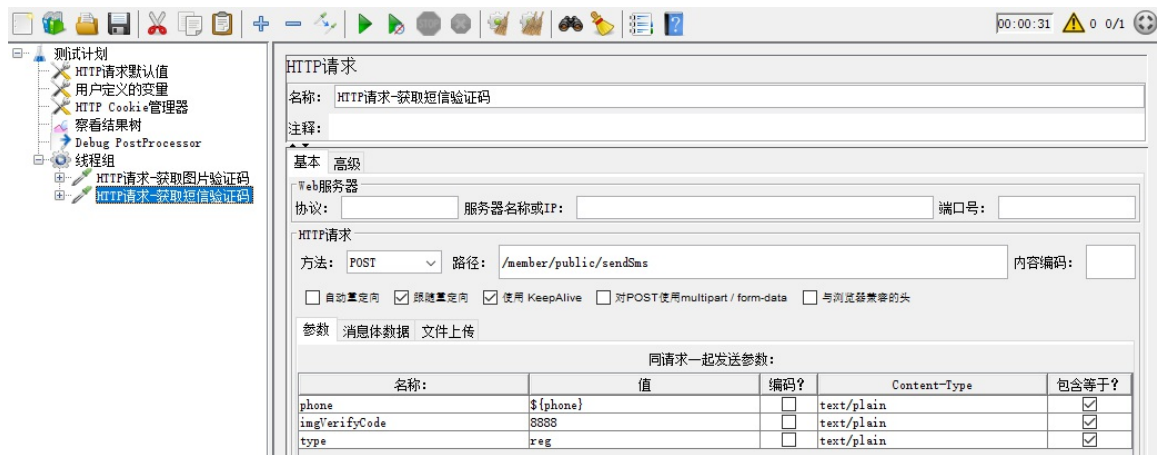 00:00:31 0 0/1
测试计划
HTTP请求默认值
用户定义的变量
HTTP Cookie管理器
察看结果树
Debug PostProcessor
线程组
HTTP请求-获取图片验证码
HTTP请求-获取短信验证码
HTTP请求
名称: HTTP请求-获取短信验证码
注释:
基本 高级
Web服务器
协议: 服务器名称或IP: 端口号:
HTTP请求
方法: POST 路径: /member/public/sendSms 内容编码:
自动重定向 跟随重定向 使用 KeepAlive 对POST使用multipart / form-data 与浏览器兼容的头
参数 消息体数据 文件上传
同请求一起发送参数:
名称: 值 编码? Content-Type 包含等于?
phone ${phone} text/plain
imgVerifyCode 8888 text/plain
type reg text/plain